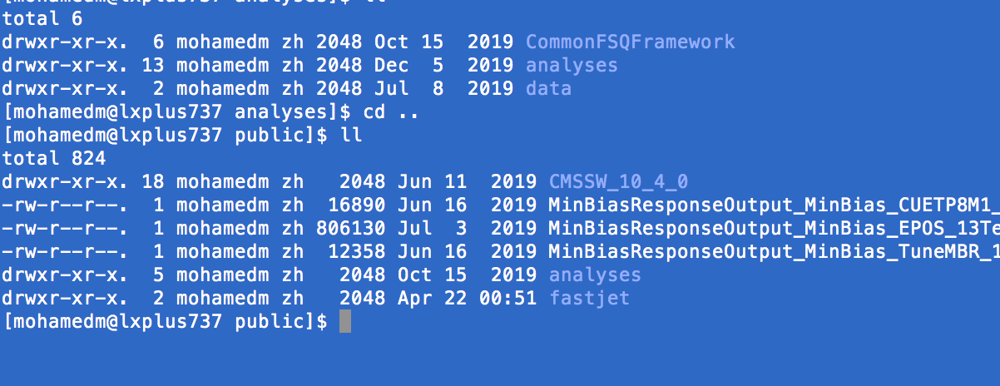 total 6
drwxr-xr-x.  6 mohamedm zh 2048 Oct 15  2019 CommonFSQFramework
drwxr-xr-x. 13 mohamedm zh 2048 Dec  5  2019 analyses
drwxr-xr-x.  2 mohamedm zh 2048 Jul  8  2019 data
[mohamedm@lxplus737 analyses]$ cd ..
[mohamedm@lxplus737 public]$ ll
total 824
drwxr-xr-x. 18 mohamedm zh   2048 Jun 11  2019 CMSSW_10_4_0
-rw-r--r--.  1 mohamedm zh  16890 Jun 16  2019 MinBiasResponseOutput_MinBias_CUETP8M1_
-rw-r--r--.  1 mohamedm zh 806130 Jul  3  2019 MinBiasResponseOutput_MinBias_EPOS_13Te
-rw-r--r--.  1 mohamedm zh  12358 Jun 16  2019 MinBiasResponseOutput_MinBias_TuneMBR_1
drwxr-xr-x.  5 mohamedm zh   2048 Oct 15  2019 analyses
drwxr-xr-x.  2 mohamedm zh   2048 Apr 22 00:51 fastjet
[mohamedm@lxplus737 public]$